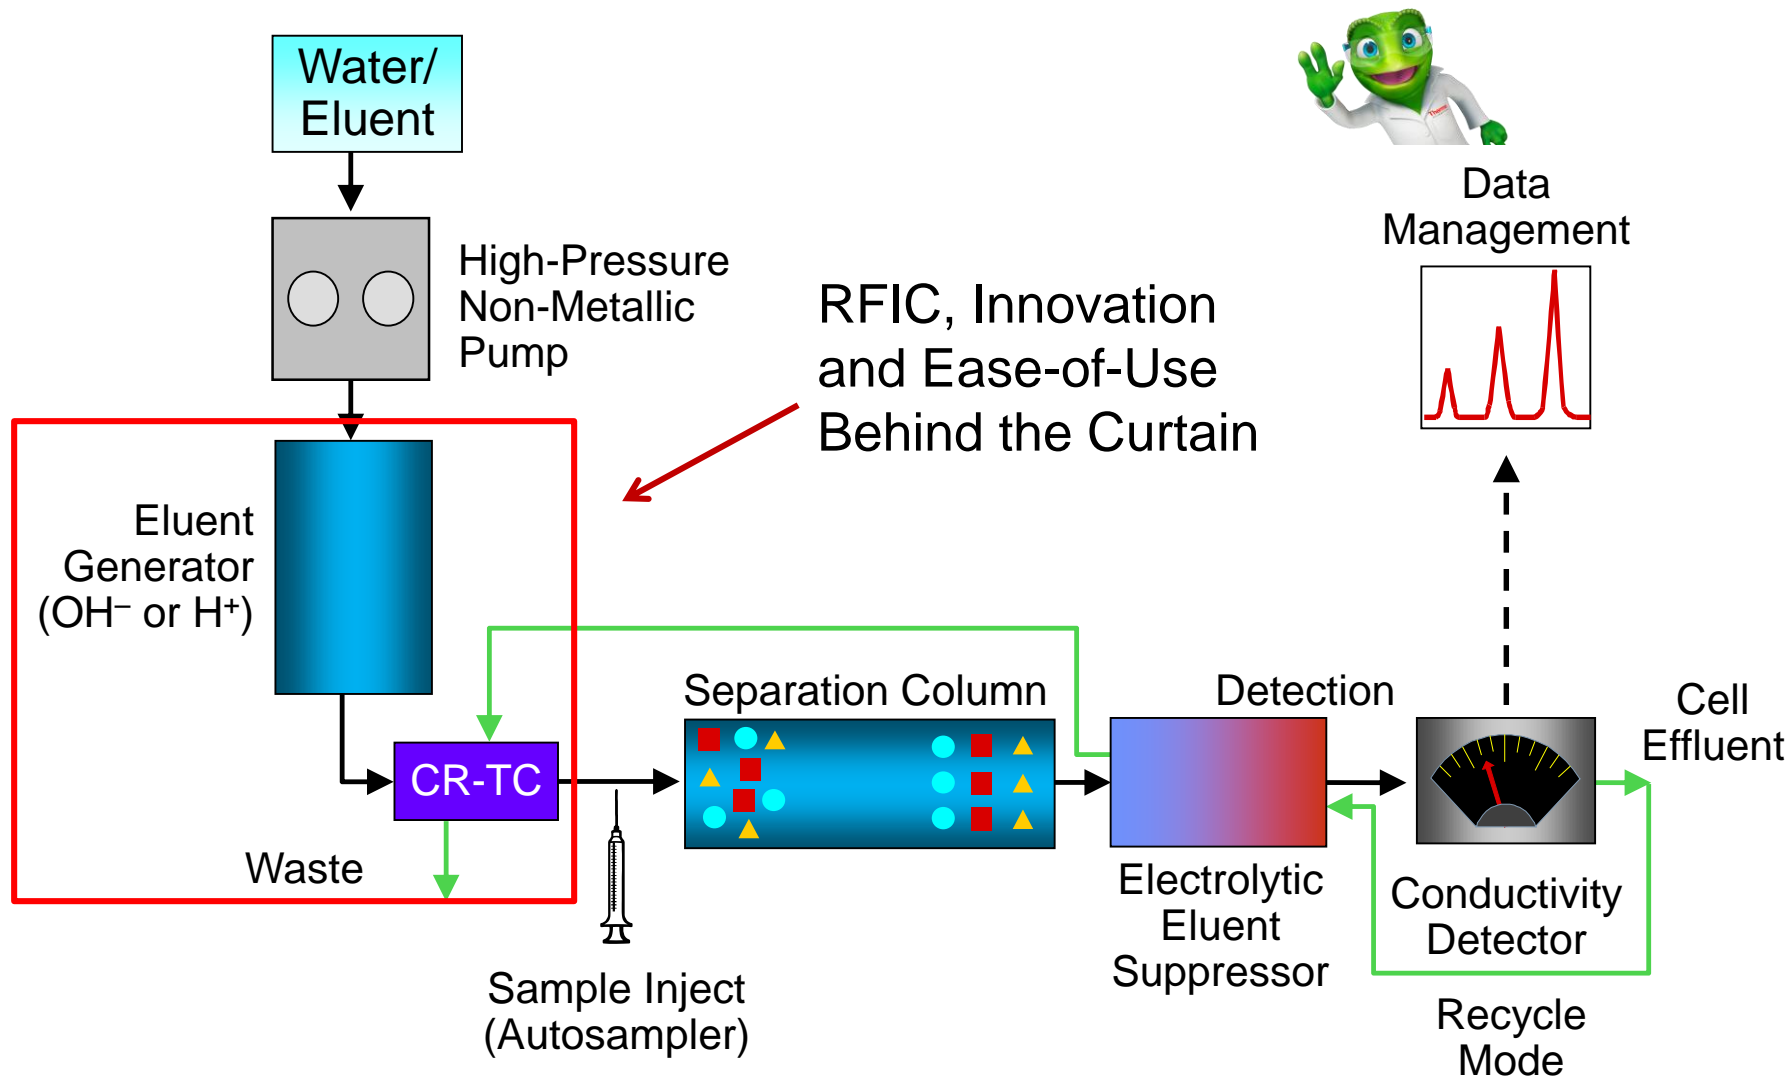 Water/
Eluent
High-Pressure
Non-Metallic
Pump
RFIC, Innovation
and Ease-of-Use
Behind the Curtain
Thermo
Data
Management
Eluent
Generator
(OH⁻ or H⁺)
CR-TC
Waste
Sample Inject
(Autosampler)
Separation Column
Detection
Electrolytic
Eluent
Suppressor
Conductivity
Detector
Cell
Effluent
Recycle
Mode